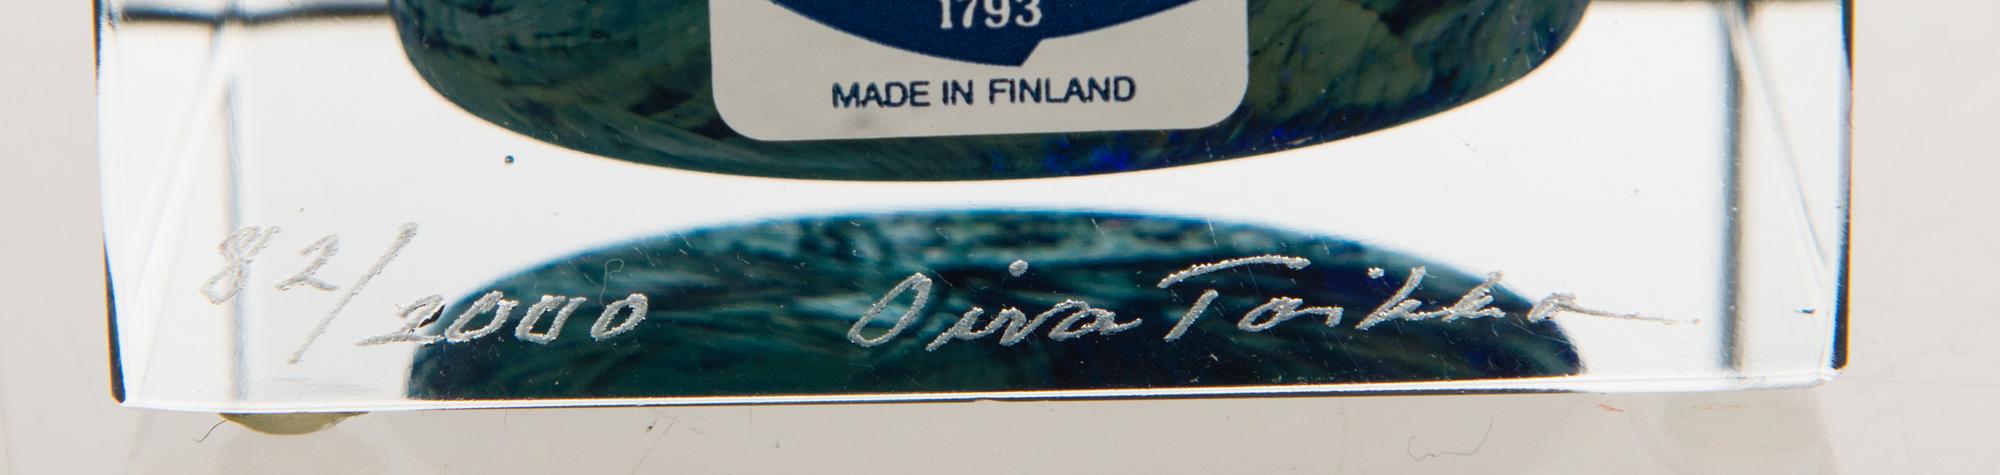 1793
MADE IN FINLAND
82/2000 Oiva Toikka